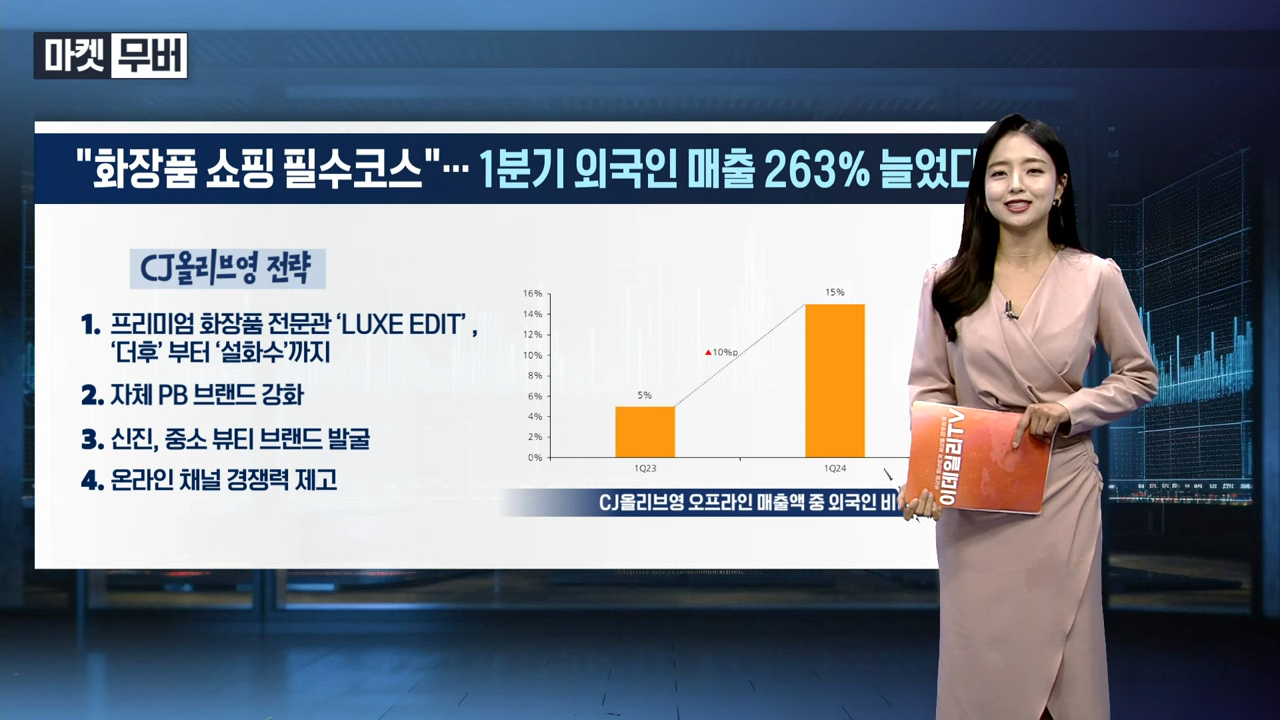 마켓 무버
"화장품 쇼핑 필수코스"… 1분기 외국인 매출 263% 늘었다
CJ올리브영 전략
1. 프리미엄 화장품 전문관 ‘LUXE EDIT’ ,
‘더후’ 부터 ‘설화수’까지
2. 자체 PB 브랜드 강화
3. 신진, 중소 뷰티 브랜드 발굴
4. 온라인 채널 경쟁력 제고
16%
14%
12%
10%
8%
6%
4%
2%
0%
5%
▲10%p
15%
1Q23
1Q24
CJ올리브영 오프라인 매출액 중 외국인 비
이데일리TV